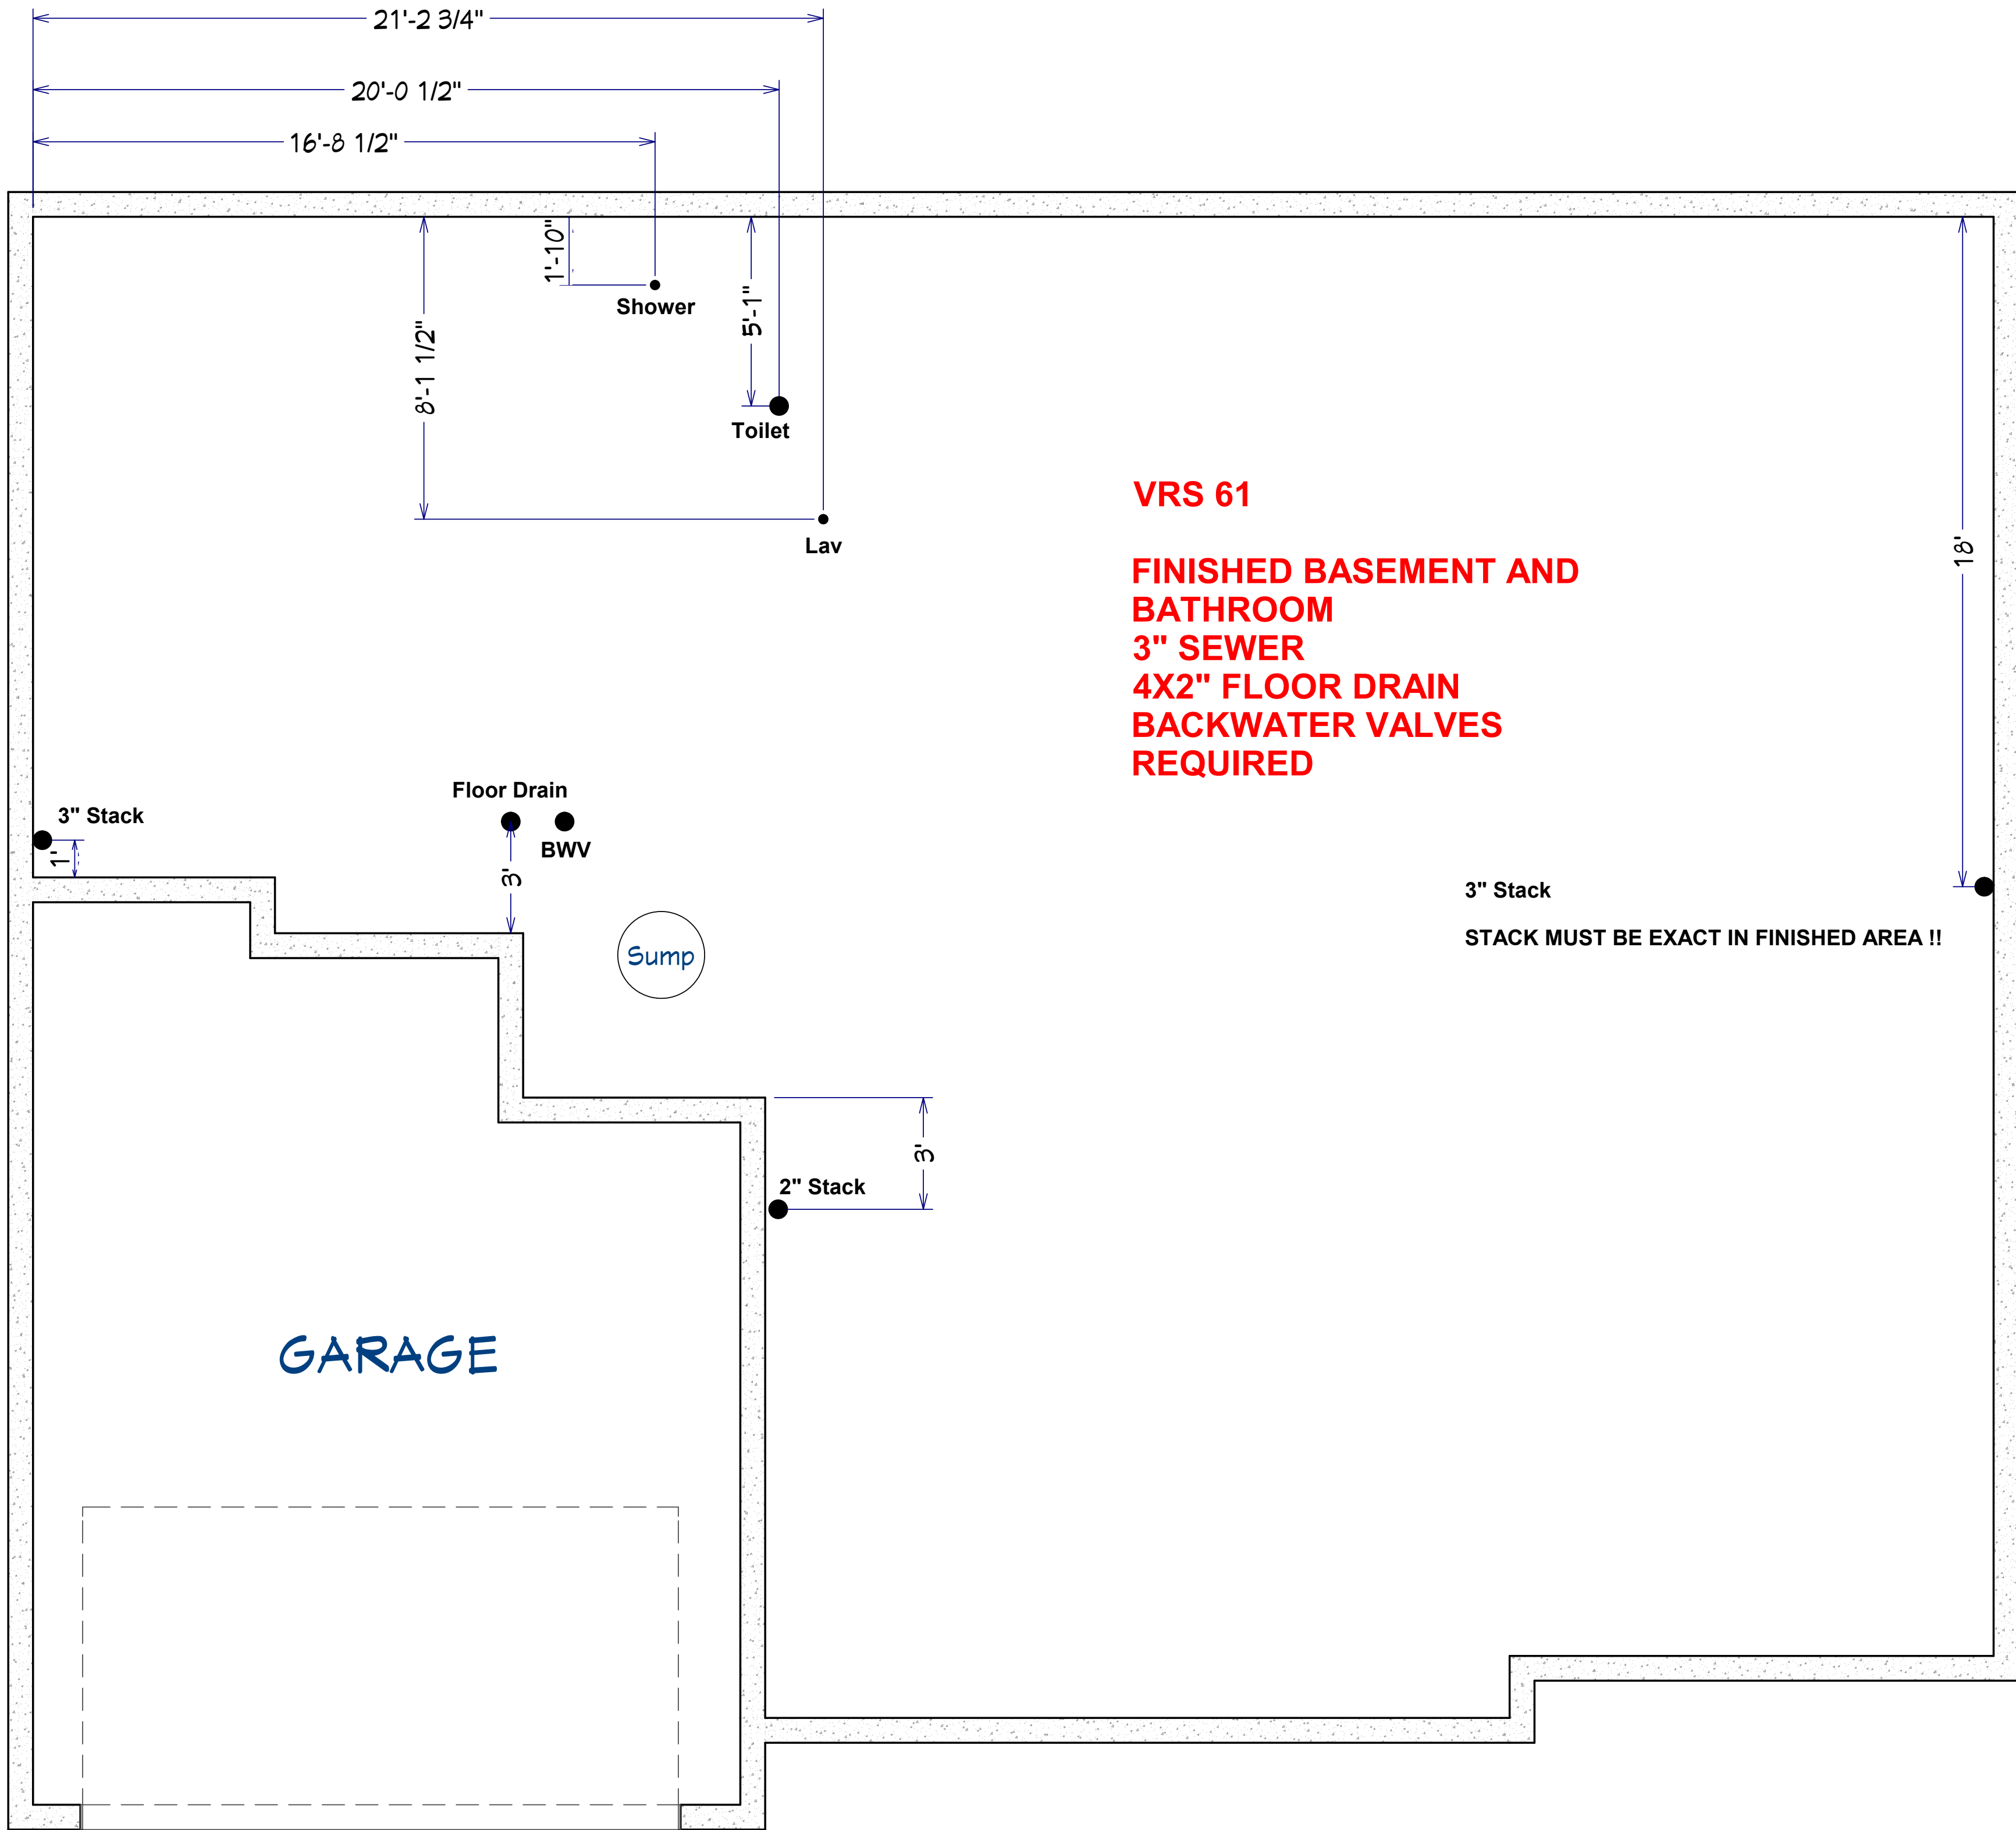 21'-2 3/4"
20'-0 1/2"
16'-8 1/2"
1'-10"
Shower
8'-1 1/2"
5'-1"
Toilet
Lav
18'
VRS 61
FINISHED BASEMENT AND
BATHROOM
3" SEWER
4X2" FLOOR DRAIN
BACKWATER VALVES
REQUIRED
3" Stack
1'
Floor Drain
BWV
3'
Sump
3" Stack
STACK MUST BE EXACT IN FINISHED AREA !!
3'
2" Stack
GARAGE